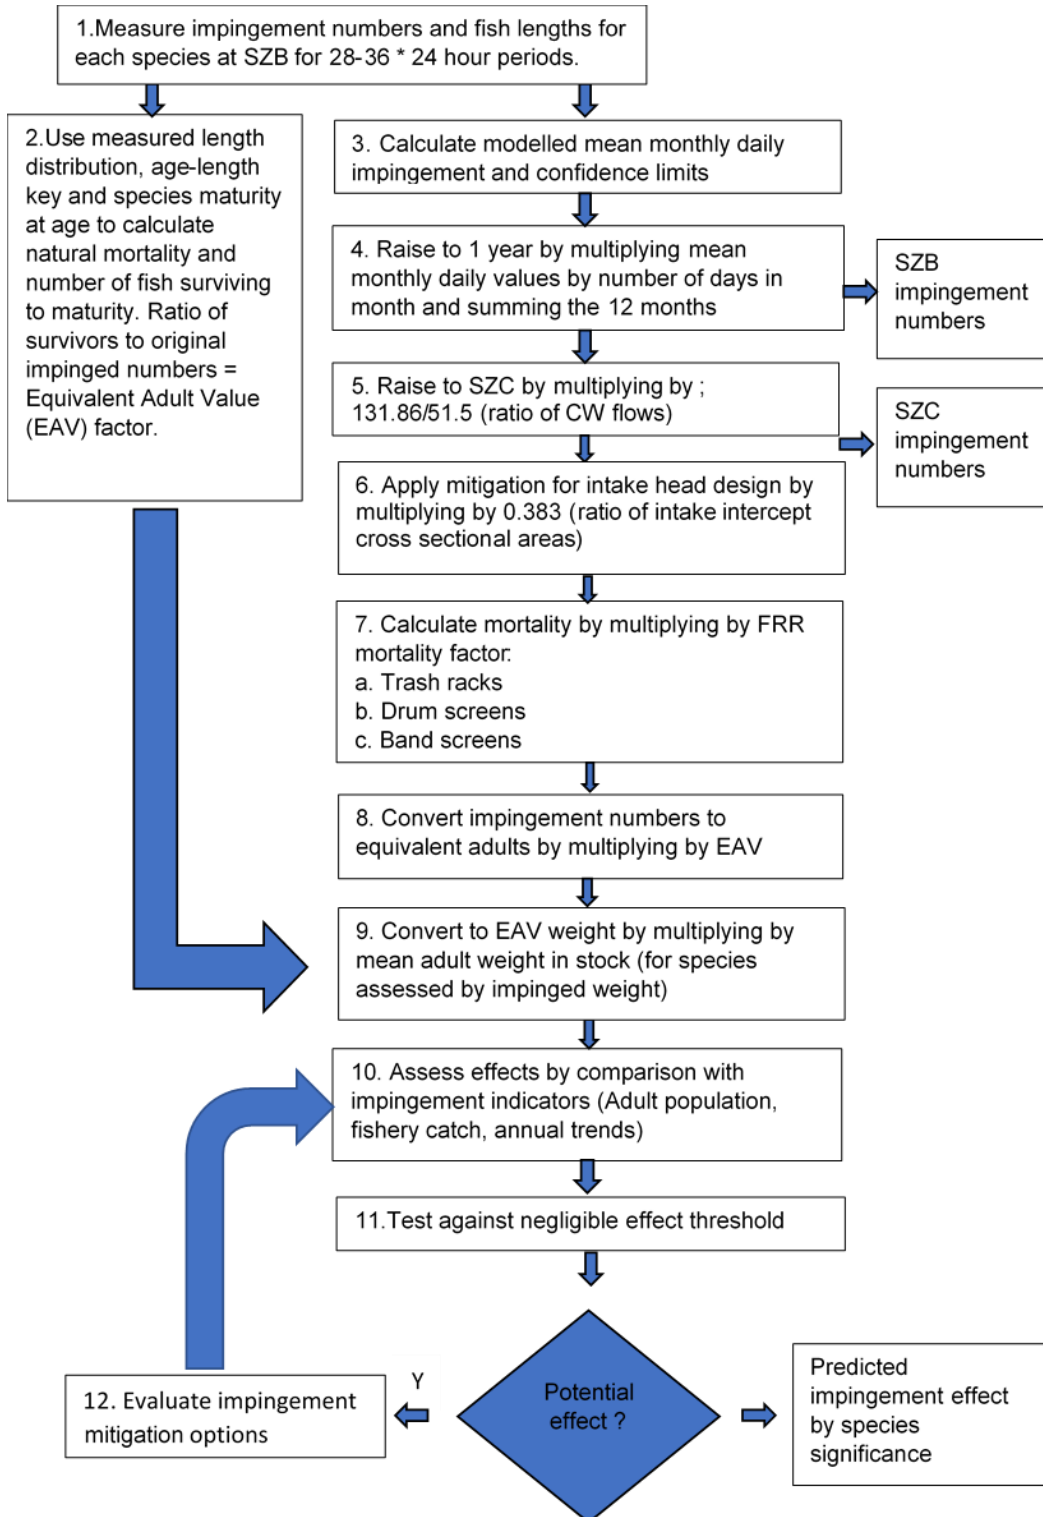 1.Measure impingement numbers and fish lengths for
each species at SZB for 28-36 * 24 hour periods.
2.Use measured length
distribution, age-length
key and species maturity
at age to calculate
natural mortality and
number of fish surviving
to maturity. Ratio of
survivors to original
impinged numbers =
Equivalent Adult Value
(EAV) factor.
3. Calculate modelled mean monthly daily
impingement and confidence limits
4. Raise to 1 year by multiplying mean
monthly daily values by number of days in
month and summing the 12 months
SZB
impingement
numbers
5. Raise to SZC by multiplying by ;
131.86/51.5 (ratio of CW flows)
SZC
impingement
numbers
6. Apply mitigation for intake head design by
multiplying by 0.383 (ratio of intake intercept
cross sectional areas)
7. Calculate mortality by multiplying by FRR
mortality factor:
a. Trash racks
b. Drum screens
c. Band screens
8. Convert impingement numbers to
equivalent adults by multiplying by EAV
9. Convert to EAV weight by multiplying by
mean adult weight in stock (for species
assessed by impinged weight)
10. Assess effects by comparison with
impingement indicators (Adult population,
fishery catch, annual trends)
11.Test against negligible effect threshold
Potential
effect ?
Y
12. Evaluate impingement
mitigation options
Predicted
impingement effect
by species
significance